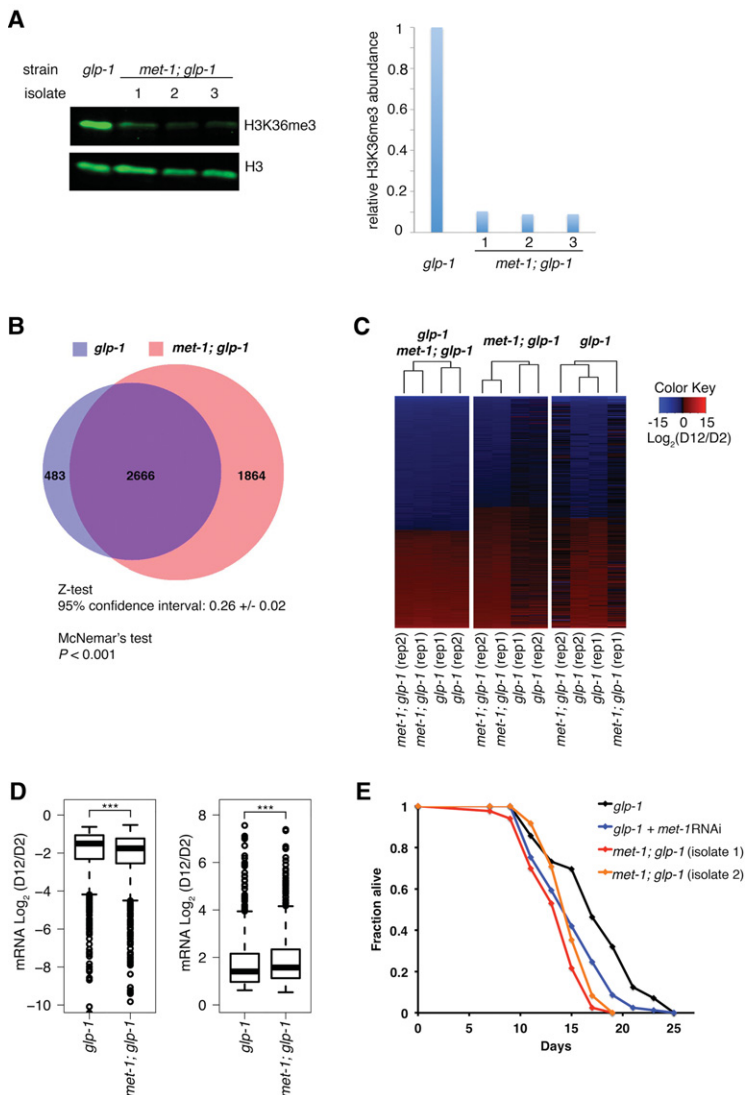 A
strain glp-1 met-1; glp-1
isolate 1 2 3
H3K36me3
H3
relative H3K36me3 abundance
1
0.8
0.6
0.4
0.2
0
1 2 3
glp-1 met-1; glp-1
B
glp-1 met-1; glp-1
483 2666 1864
Z-test
95% confidence interval: 0.26 +/- 0.02
McNemar's test
P < 0.001
C
glp-1
met-1; glp-1
met-1; glp-1
glp-1
Color Key
-15 0 15
Log2(D12/D2)
met-1; glp-1 (rep2)
met-1; glp-1 (rep1)
glp-1 (rep1)
glp-1 (rep2)
met-1; glp-1 (rep2)
met-1; glp-1 (rep1)
glp-1 (rep1)
glp-1 (rep2)
met-1; glp-1 (rep2)
glp-1 (rep2)
glp-1 (rep1)
met-1; glp-1 (rep1)
D
mRNA Log2 (D12/D2)
0
−2
−4
−6
−8
−10
***
glp-1
met-1; glp-1
mRNA Log2 (D12/D2)
8
6
4
2
0
***
glp-1
met-1; glp-1
E
Fraction alive
1
0.8
0.6
0.4
0.2
0
0 5 10 15 20 25
Days
glp-1
glp-1 + met-1RNAi
met-1; glp-1 (isolate 1)
met-1; glp-1 (isolate 2)